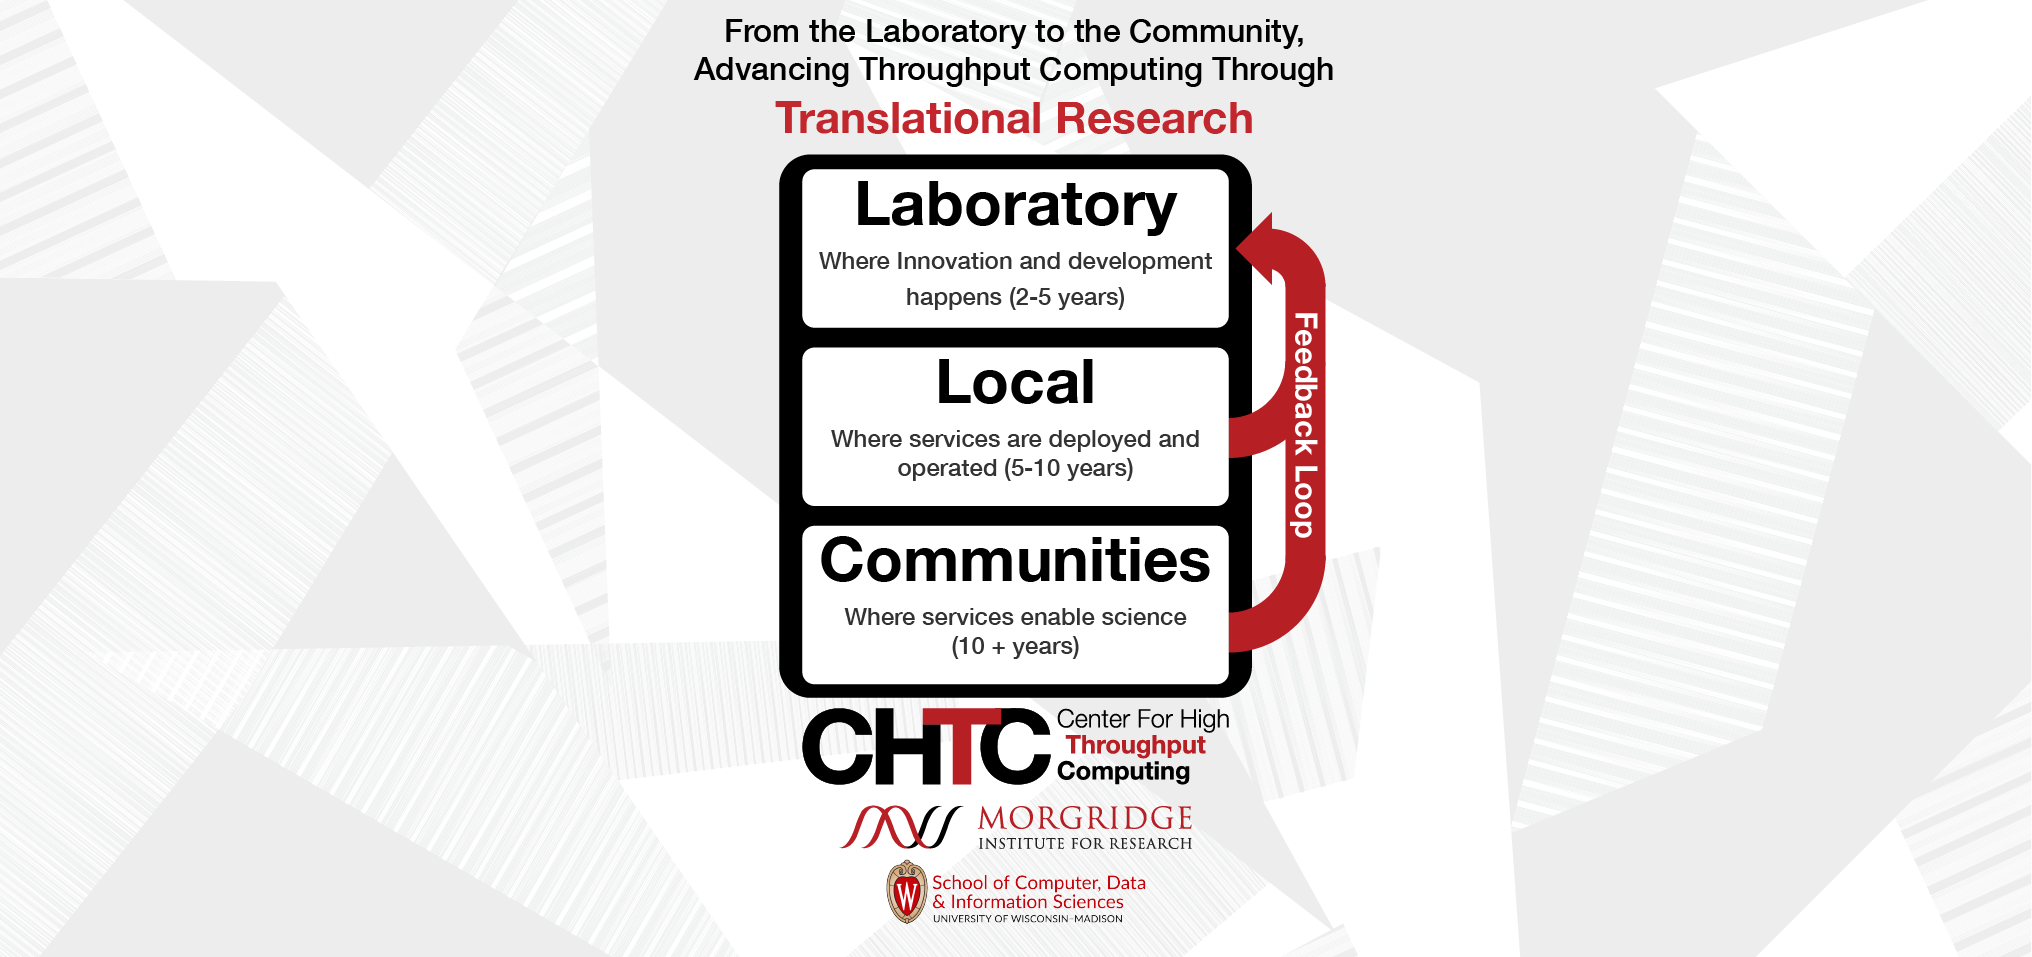 From the Laboratory to the Community,
Advancing Throughput Computing Through
Translational Research
Laboratory
Where Innovation and development
happens (2-5 years)
Local
Where services are deployed and
operated (5-10 years)
Communities
Where services enable science
(10 + years)
Feedback Loop
CHTC
Center For High
Throughput
Computing
MORGRIDGE
INSTITUTE FOR RESEARCH
W
School of Computer, Data
& Information Sciences
UNIVERSITY OF WISCONSIN–MADISON